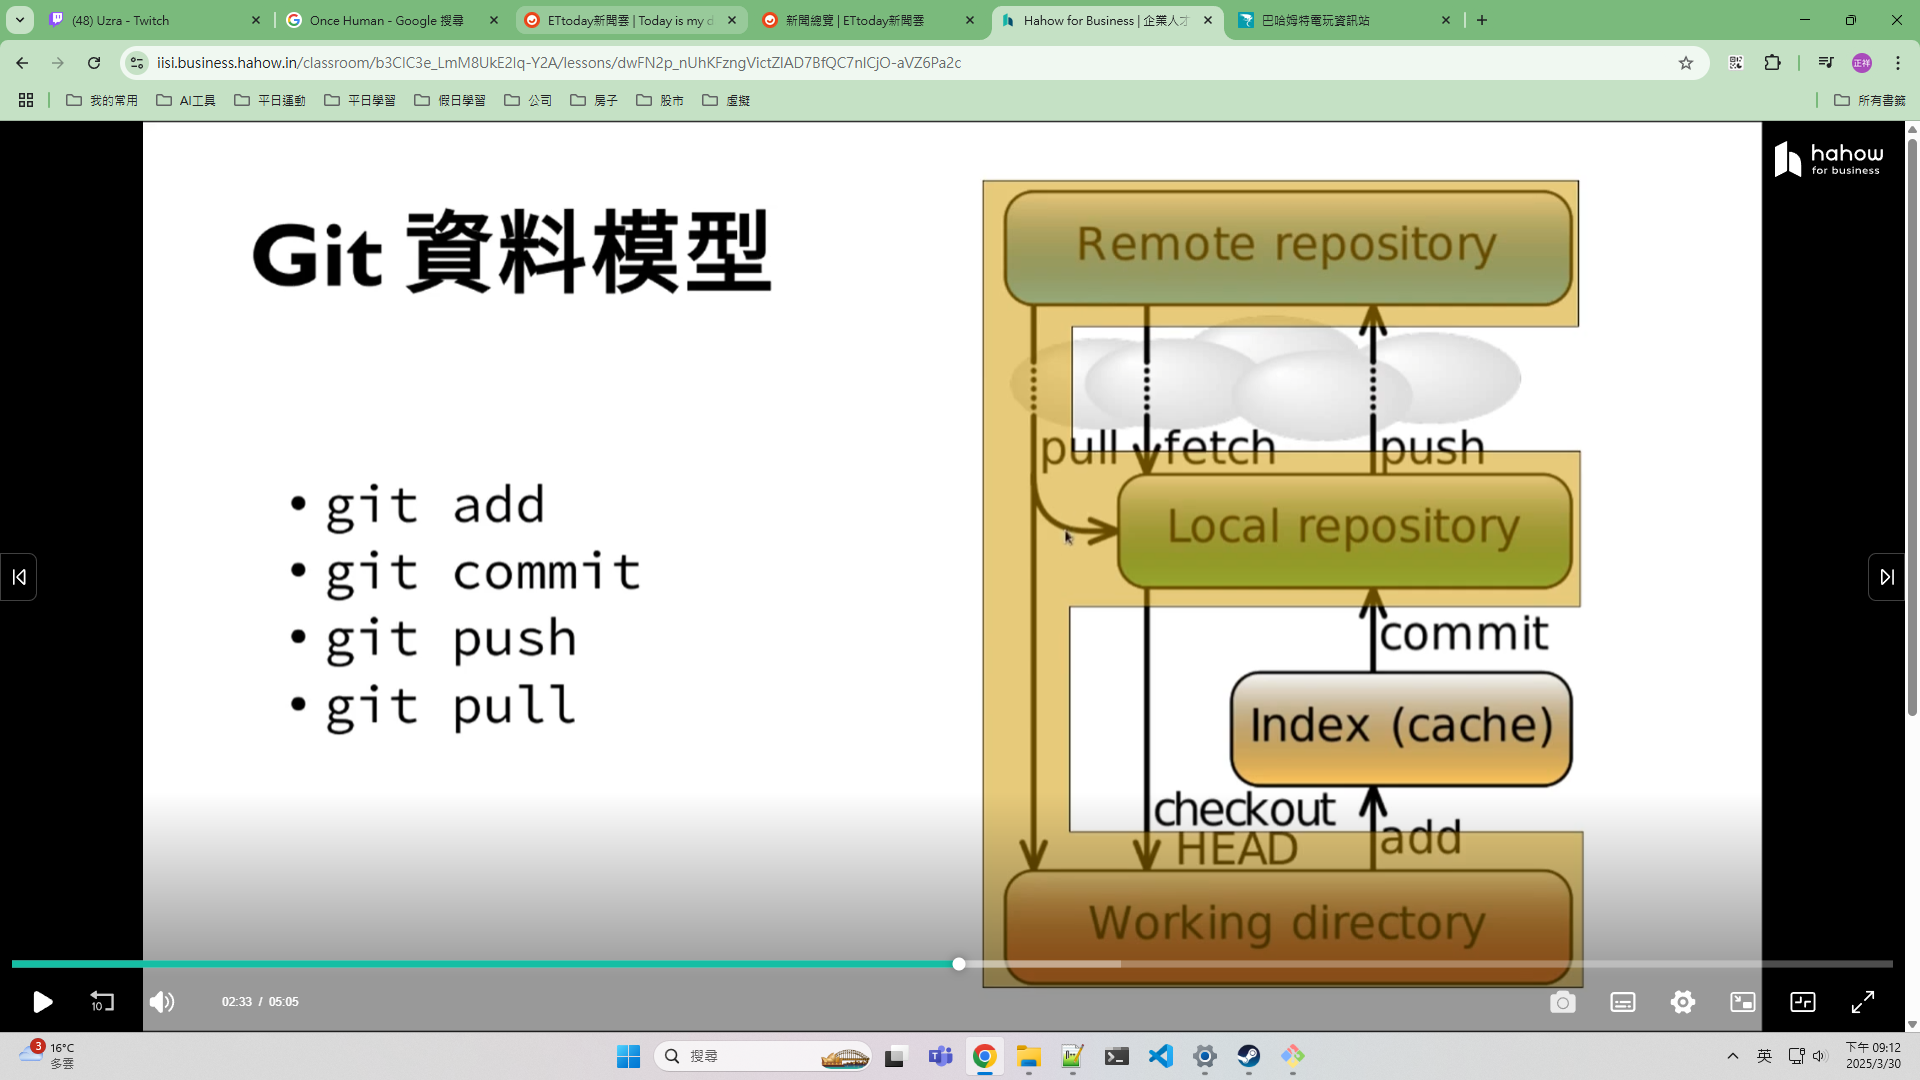 (48) Uzra - Twitch
Once Human - Google 搜尋
ETtoday新聞雲 | Today is my d
新聞總覽 | ETtoday新聞雲
Hahow for Business | 企業人才
巴哈姆特電玩資訊站
iisi.business.hahow.in/classroom/b3CIC3e_LmM8UkE2lq-Y2A/lessons/dwFN2p_nUhKFzngVictZIAD7BfQC7nlCjO-aVZ6Pa2c
正祥
我的常用
AI工具
平日運動
平日學習
假日學習
公司
房子
股市
虛擬
所有書籤
hahow
for business
Git 資料模型
• git add
• git commit
• git push
• git pull
Remote repository
pull
fetch
push
Local repository
commit
Index (cache)
checkout
HEAD
add
Working directory
10
02:33 / 05:05
3
16°C
多雲
搜尋
英
下午 09:12
2025/3/30